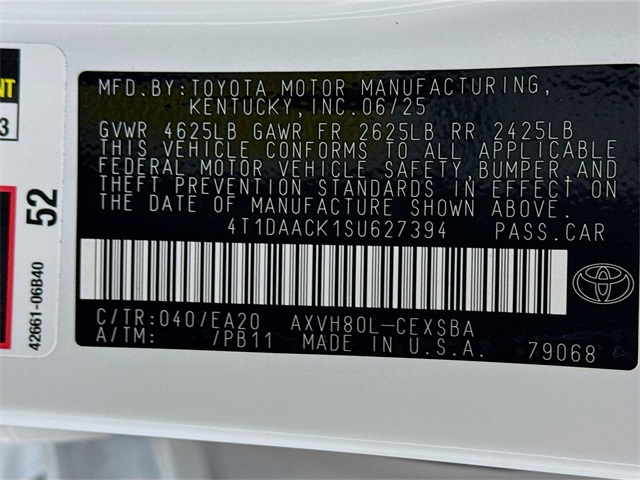 MFD.BY:TOYOTA MOTOR MANUFACTURING,
KENTUCKY,INC.06/25
GVWR 4625LB GAWR FR 2625LB RR 2425LB
THIS VEHICLE CONFORMS TO ALL APPLICABLE
FEDERAL MOTOR VEHICLE SAFETY,BUMPER,AND
THEFT PREVENTION STANDARDS IN EFFECT ON
THE DATE OF MANUFACTURE SHOWN ABOVE.
4T1DAACK1SU627394 PASS.CAR
C/TR:040/EA20 AXVH80L-CEXSBA
A/TM: /PB11 MADE IN U.S.A. 79068
3
52
42661-06B40